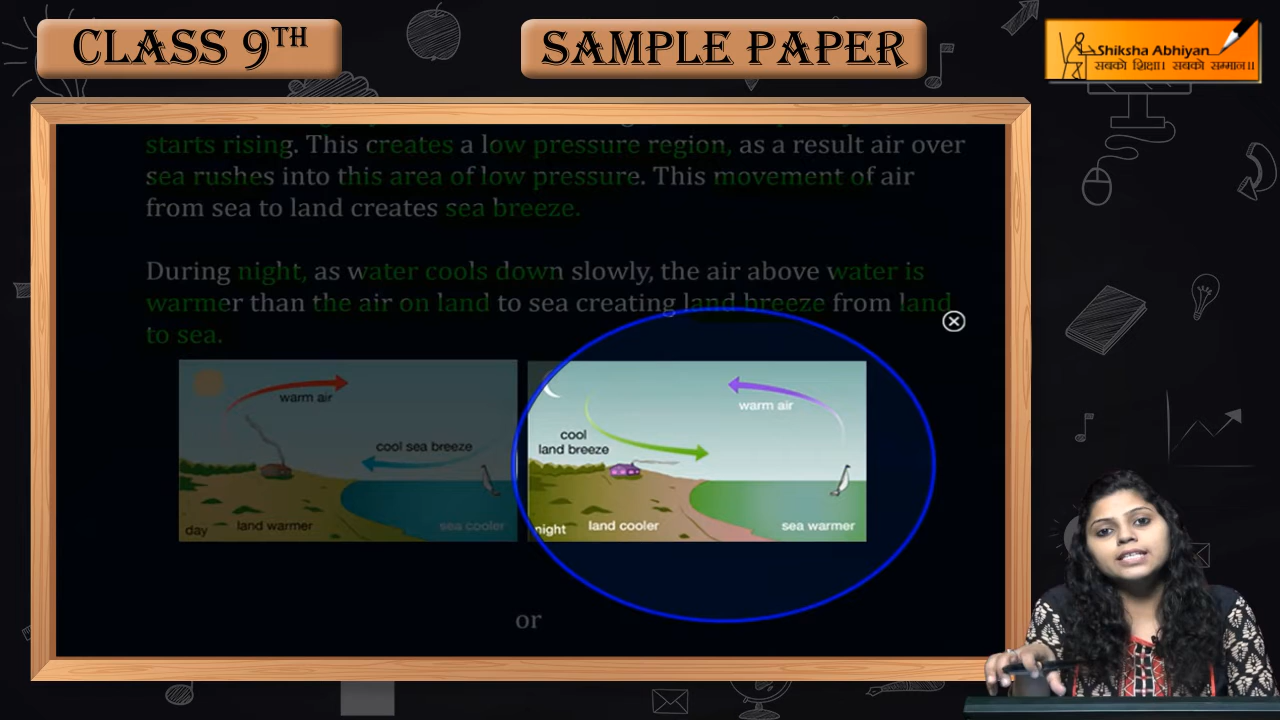 CLASS 9TH
SAMPLE PAPER
Shiksha Abhiyan
सबको शिक्षा। सबको सम्मान।।
starts rising. This creates a low pressure region, as a result air over
sea rushes into this area of low pressure. This movement of air
from sea to land creates sea breeze.
During night, as water cools down slowly, the air above water is
warmer than the air on land to sea creating land breeze from land
to sea.
warm air
cool sea breeze
day
land warmer
sea cooler
warm air
cool
land breeze
night
land cooler
sea warmer
or